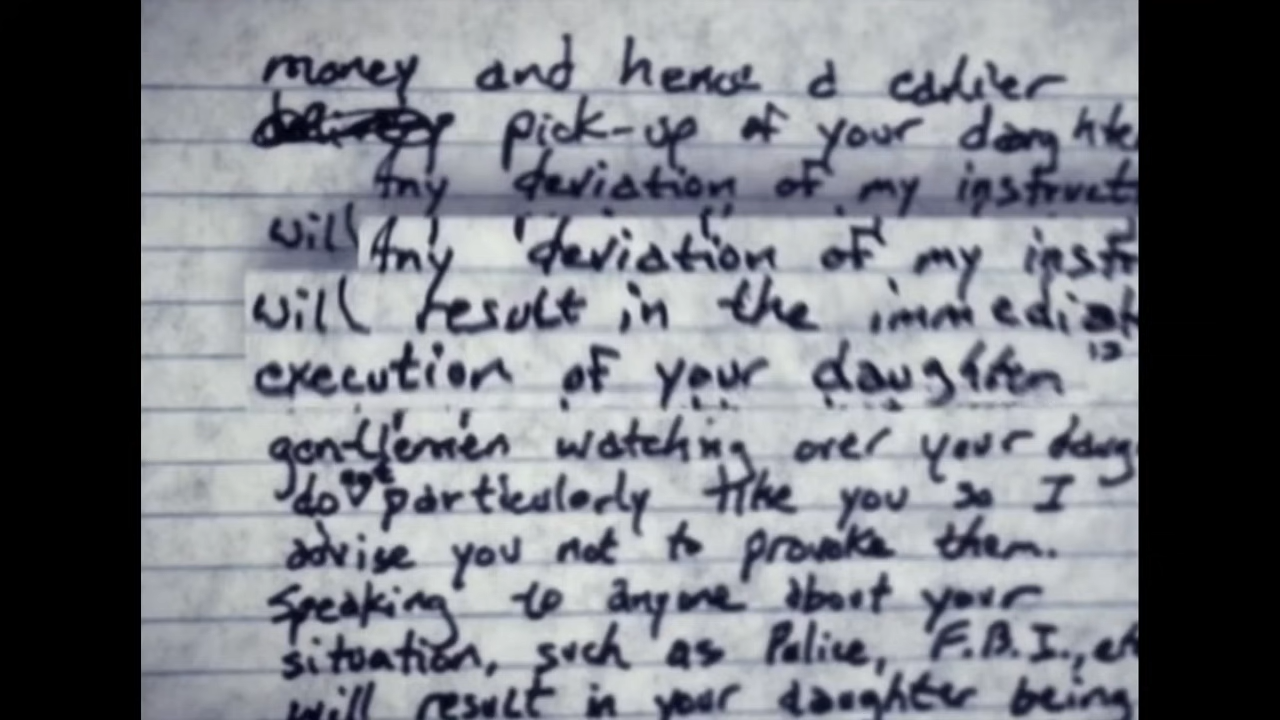 money and hence a earlier
pick-up of your daughte
Any deviation of my instruct
will
Any deviation of my instr
will result in the immediat
execution of your daughter
gentlemen watching over your daug
do not particularly like you so I
advise you not to provoke them.
Speaking to anyone about your
situation, such as Police, F.B.I., et
will result in your daughter being